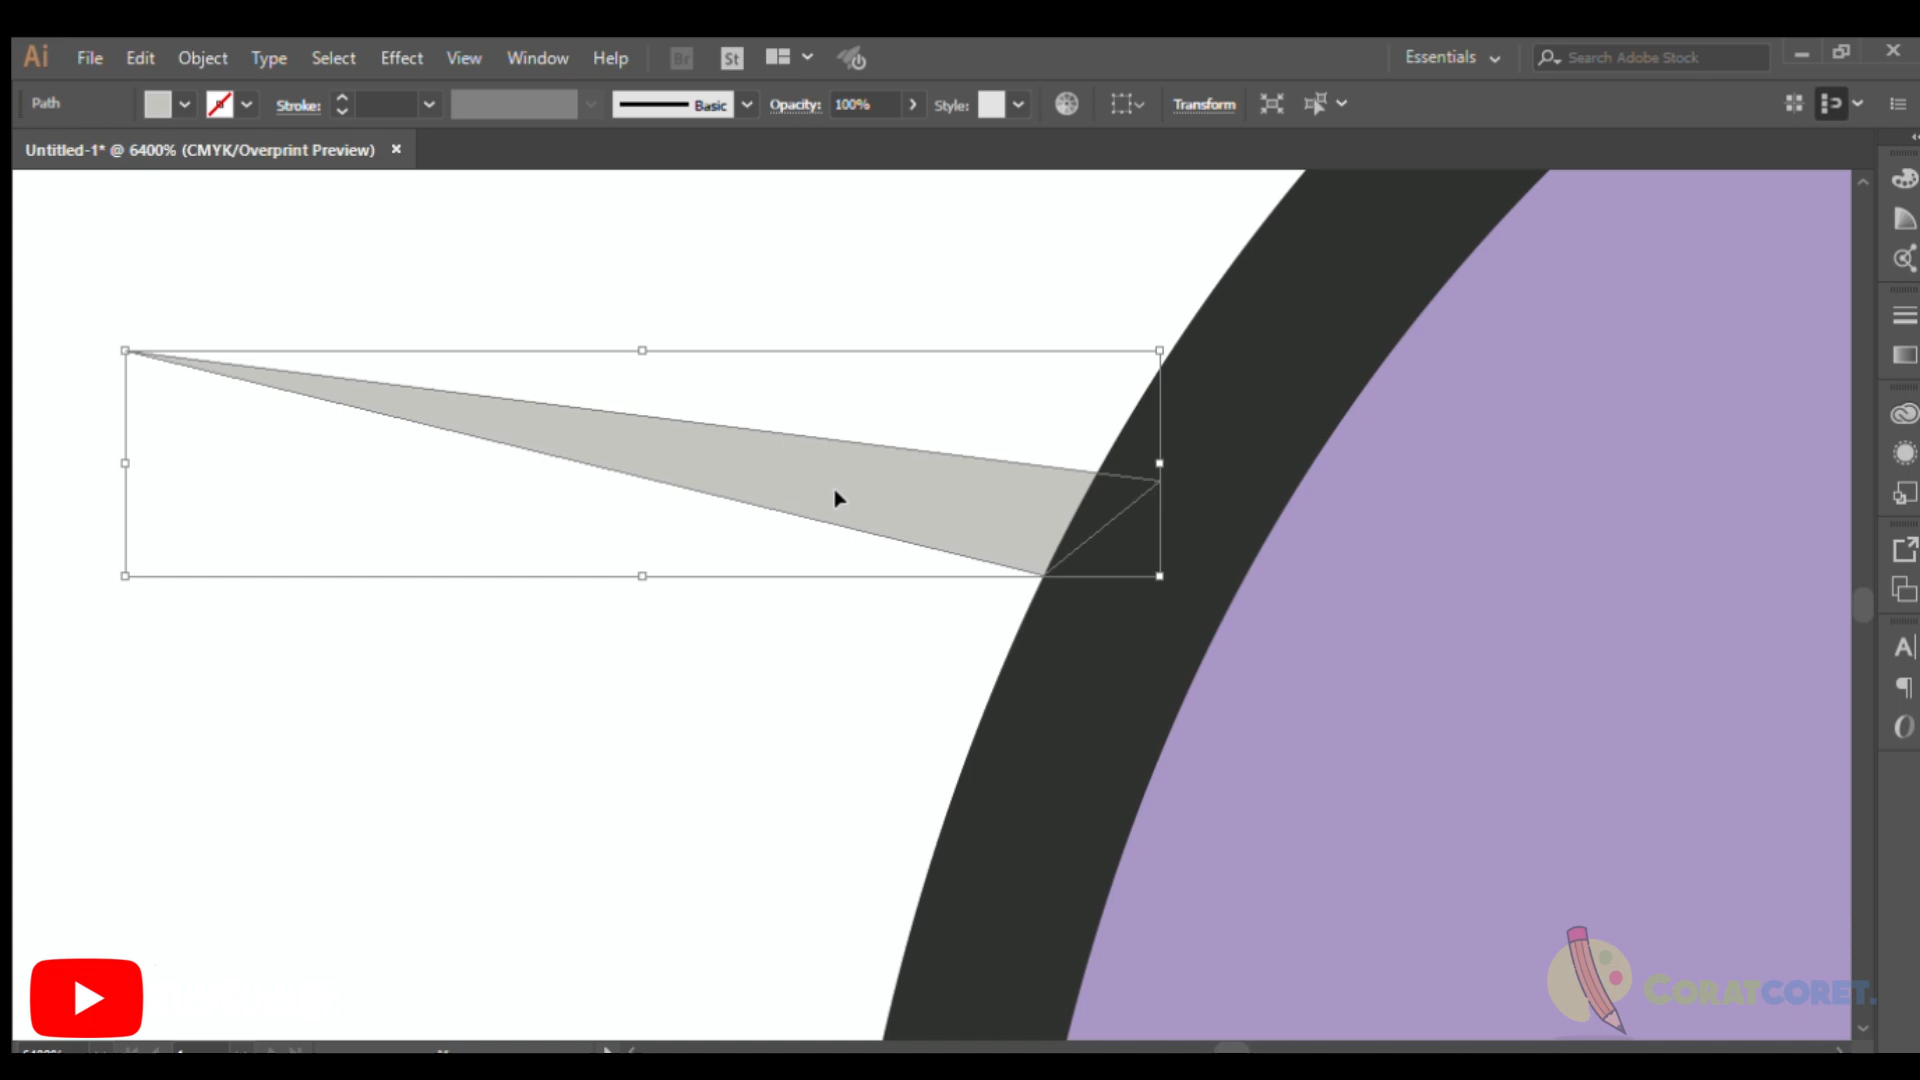 Ai File Edit Object Type Select Effect View Window Help Br St Essentials Search Adobe Stock
Path Stroke: Basic Opacity: 100% Style: Transform
Untitled-1* @ 6400% (CMYK/Overprint Preview) ×
CORATCORET.